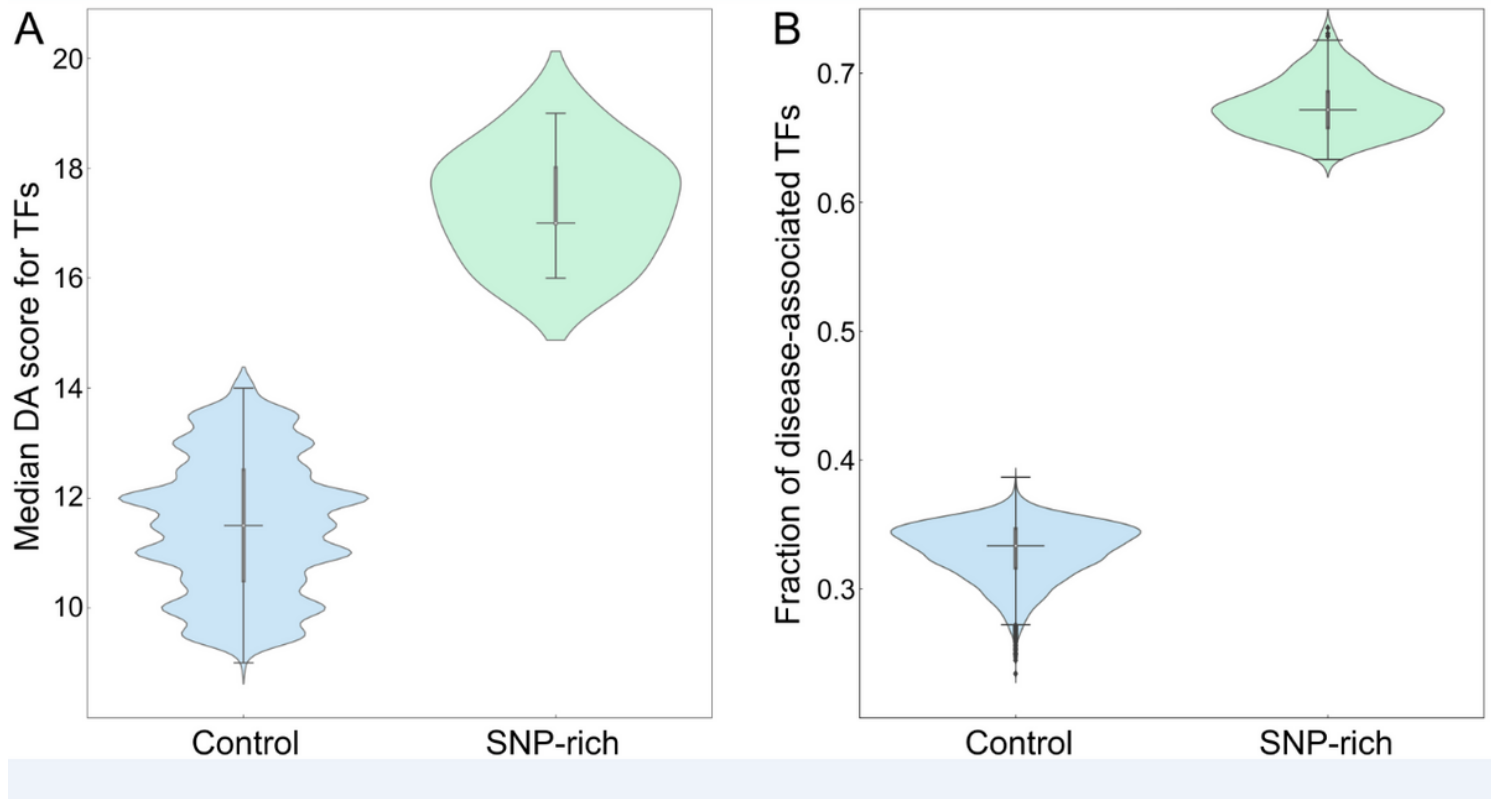 A
Median DA score for TFs
20
18
16
14
12
10
Control
SNP-rich
B
Fraction of disease-associated TFs
0.7
0.6
0.5
0.4
0.3
Control
SNP-rich